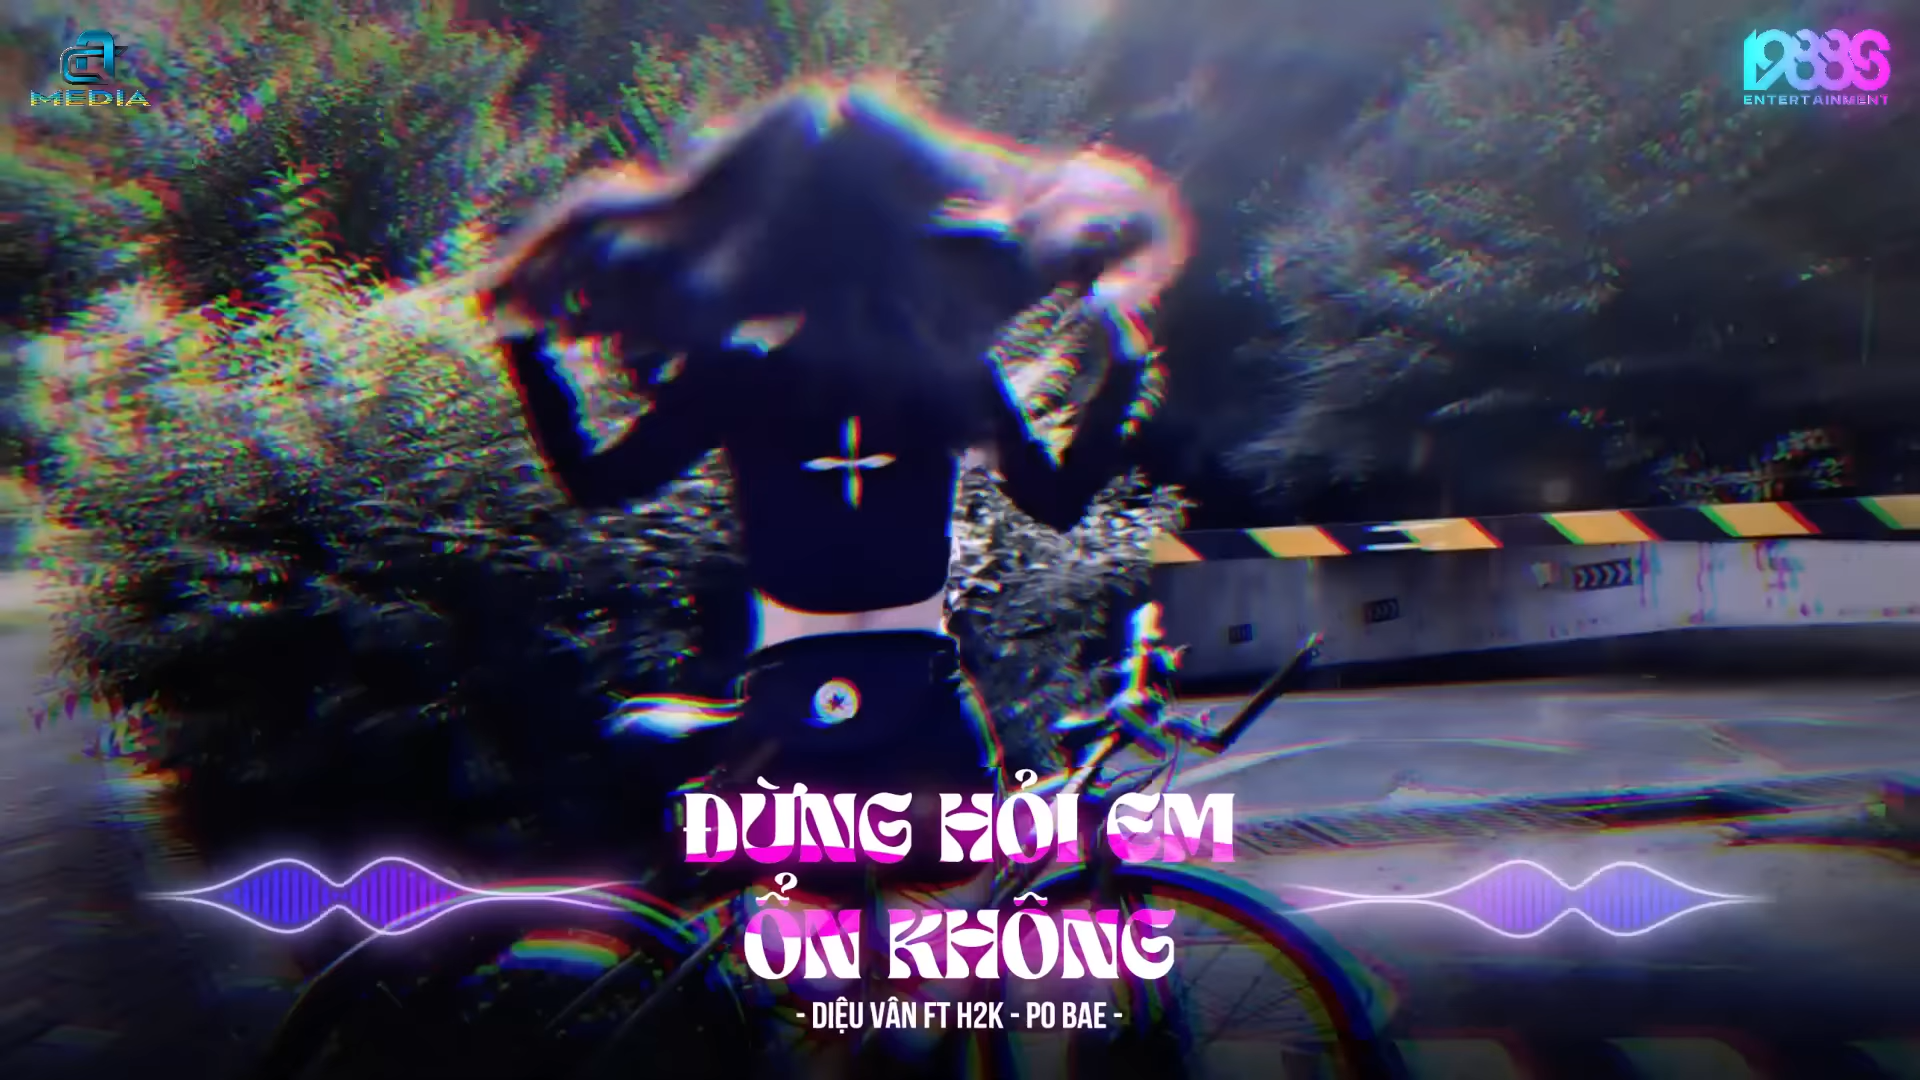 MEDIA
1988S
ENTERTAINMENT
ĐỪNG HỎI EM
ỔN KHÔNG
- DIỆU VÂN FT H2K - PO BAE -